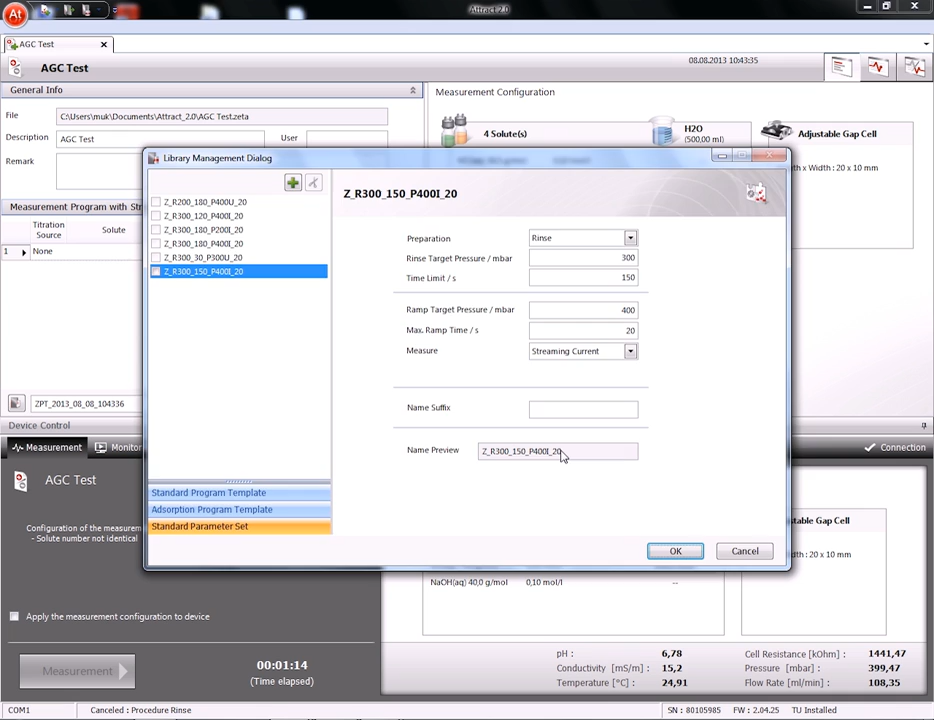 At
Attract 2.0
AGC Test
AGC Test
08.08.2013 10:43:35
General Info
File
C:\Users\muk\Documents\Attract_2.0\AGC Test.zeta
Description
AGC Test
User
Remark
Measurement Configuration
4 Solute(s)
H2O
(500,00 ml)
Adjustable Gap Cell
th x Width : 20 x 10 mm
Measurement Program with St
Titration
Source
Solute
1
None
ZPT_2013_08_08_104336
Library Management Dialog
Z_R200_180_P400U_20
Z_R300_120_P400I_20
Z_R300_180_P200I_20
Z_R300_180_P400I_20
Z_R300_30_P300U_20
Z_R300_150_P400I_20
Standard Program Template
Adsorption Program Template
Standard Parameter Set
Z_R300_150_P400I_20
Preparation
Rinse
Rinse Target Pressure / mbar
300
Time Limit / s
150
Ramp Target Pressure / mbar
400
Max. Ramp Time / s
20
Measure
Streaming Current
Name Suffix
Name Preview
Z_R300_150_P400I_20
OK
Cancel
Device Control
Measurement
Monitor
Connection
AGC Test
Configuration of the measurem
- Solute number not identical
Apply the measurement configuration to device
Measurement
00:01:14
(Time elapsed)
NaOH(aq) 40,0 g/mol
0,10 mol/l
--
stable Gap Cell
dth : 20 x 10 mm
pH :
6,78
Conductivity [mS/m] :
15,2
Temperature [°C] :
24,91
Cell Resistance [kOhm] :
1441,47
Pressure [mbar] :
399,47
Flow Rate [ml/min] :
108,35
COM1
Canceled : Procedure Rinse
SN : 80105985
FW : 2.04.25
TU Installed